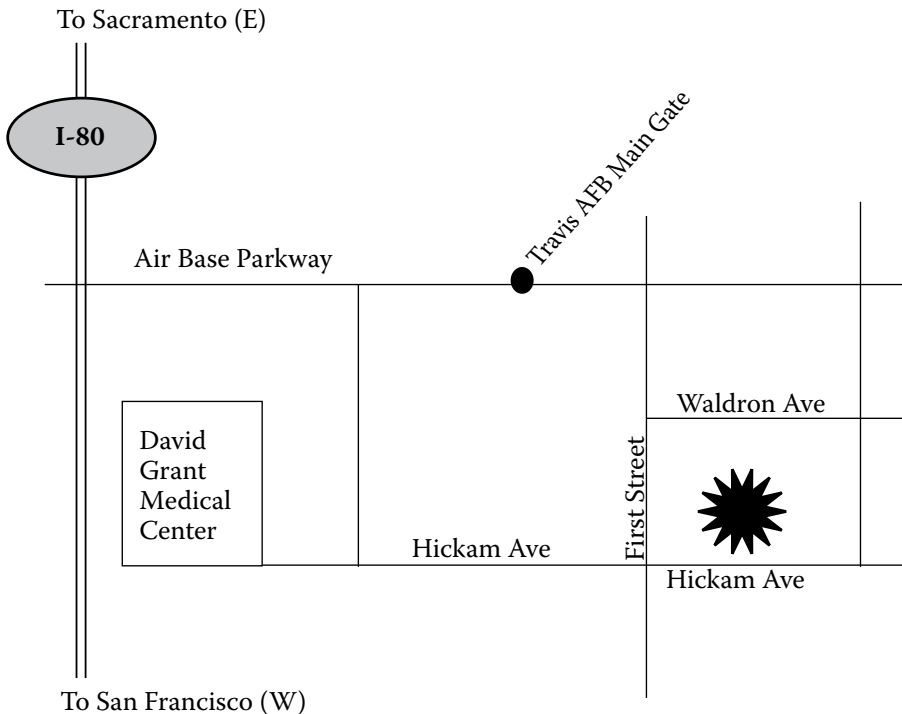 To Sacramento (E)
I-80
Travis AFB Main Gate
Air Base Parkway
Waldron Ave
David
Grant
Medical
Center
First Street
Hickam Ave
Hickam Ave
To San Francisco (W)